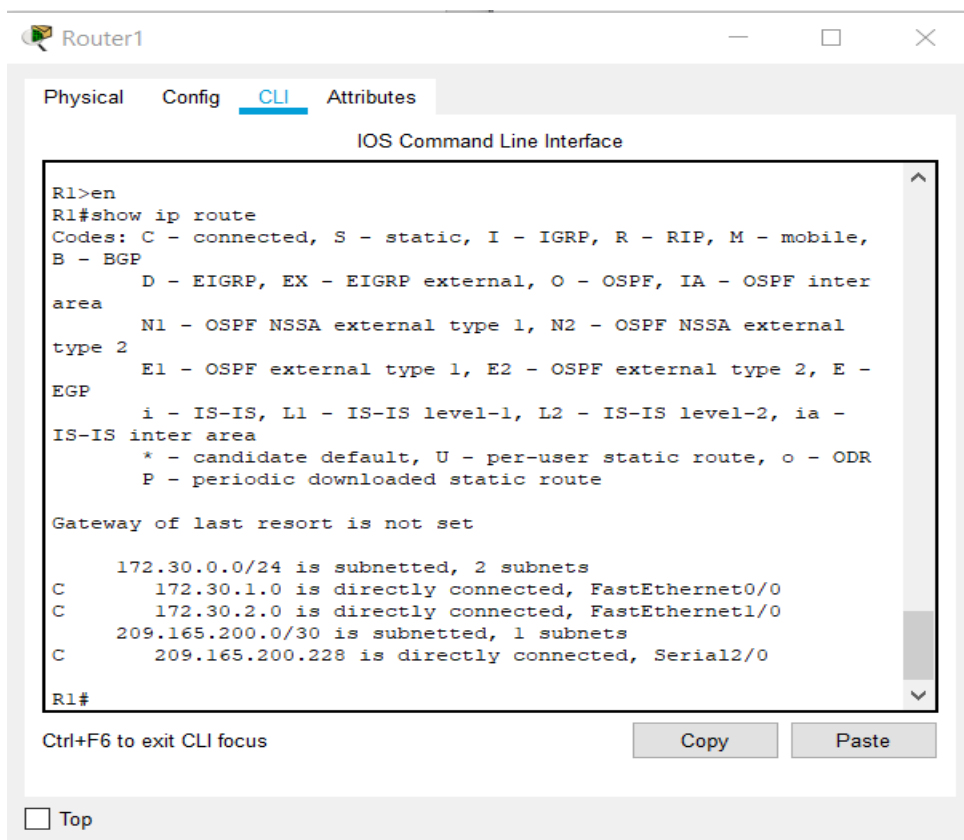 Router1
Physical Config CLI Attributes
IOS Command Line Interface
R1>en
R1#show ip route
Codes: C - connected, S - static, I - IGRP, R - RIP, M - mobile,
B - BGP
D - EIGRP, EX - EIGRP external, O - OSPF, IA - OSPF inter
area
N1 - OSPF NSSA external type 1, N2 - OSPF NSSA external
type 2
E1 - OSPF external type 1, E2 - OSPF external type 2, E -
EGP
i - IS-IS, L1 - IS-IS level-1, L2 - IS-IS level-2, ia -
IS-IS inter area
* - candidate default, U - per-user static route, o - ODR
P - periodic downloaded static route
Gateway of last resort is not set
172.30.0.0/24 is subnetted, 2 subnets
C 172.30.1.0 is directly connected, FastEthernet0/0
C 172.30.2.0 is directly connected, FastEthernet1/0
209.165.200.0/30 is subnetted, 1 subnets
C 209.165.200.228 is directly connected, Serial2/0
R1#
Ctrl+F6 to exit CLI focus Copy Paste
Top